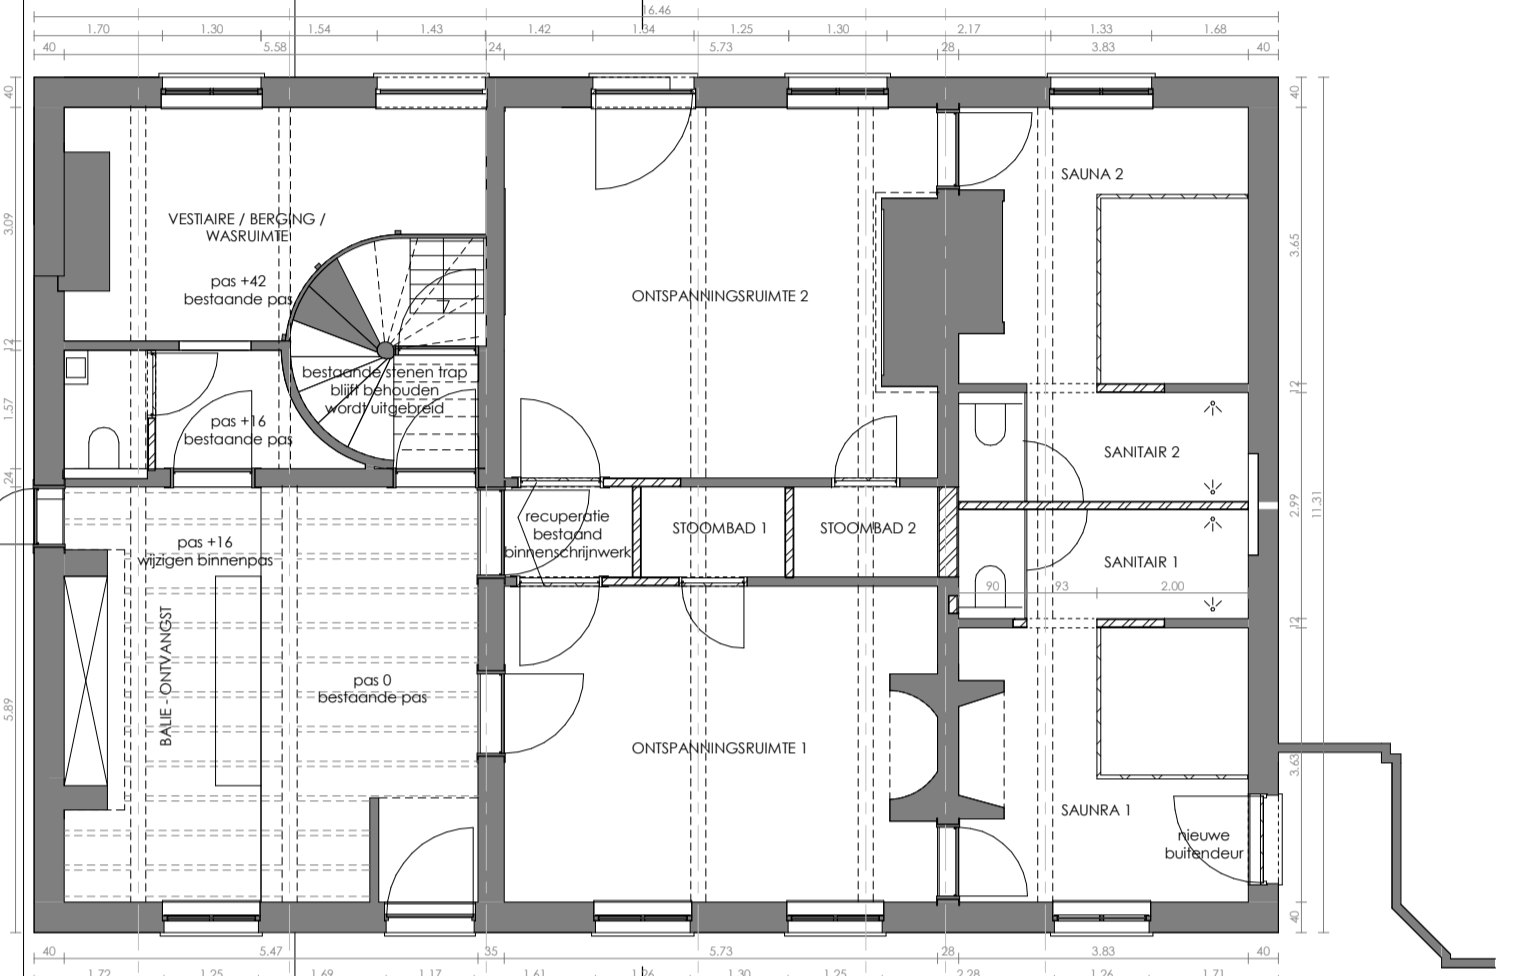 16.46
1.70 1.30 1.54 1.43 1.42 1.34 1.25 1.30 2.17 1.33 1.68
40 5.58 24 5.73 28 3.83 40
40
40
SAUNA 2
VESTIAIRE / BERGING /
WASRUIMTE
3.09
3.65
pas +42
bestaande pas
ONTSPANNINGSRUIMTE 2
12
bestaande stenen trap
blijft behouden
wordt uitgebreid
12
1.57
pas +16
bestaande pas
SANITAIR 2
24
2.99
11.31
recuperatie
bestaand
binnenschrijnwerk
STOOMBAD 1
STOOMBAD 2
pas +16
wijzigen binnenpas
SANITAIR 1
90 93 2.00
12
BALIE - ONTVANGST
pas 0
bestaande pas
5.89
ONTSPANNINGSRUIMTE 1
3.63
SAUNRA 1
nieuwe
buitendeur
40
40 5.47 35 5.73 28 3.83 40
1.72 1.25 1.69 1.17 1.61 1.26 1.30 1.25 2.28 1.26 1.71